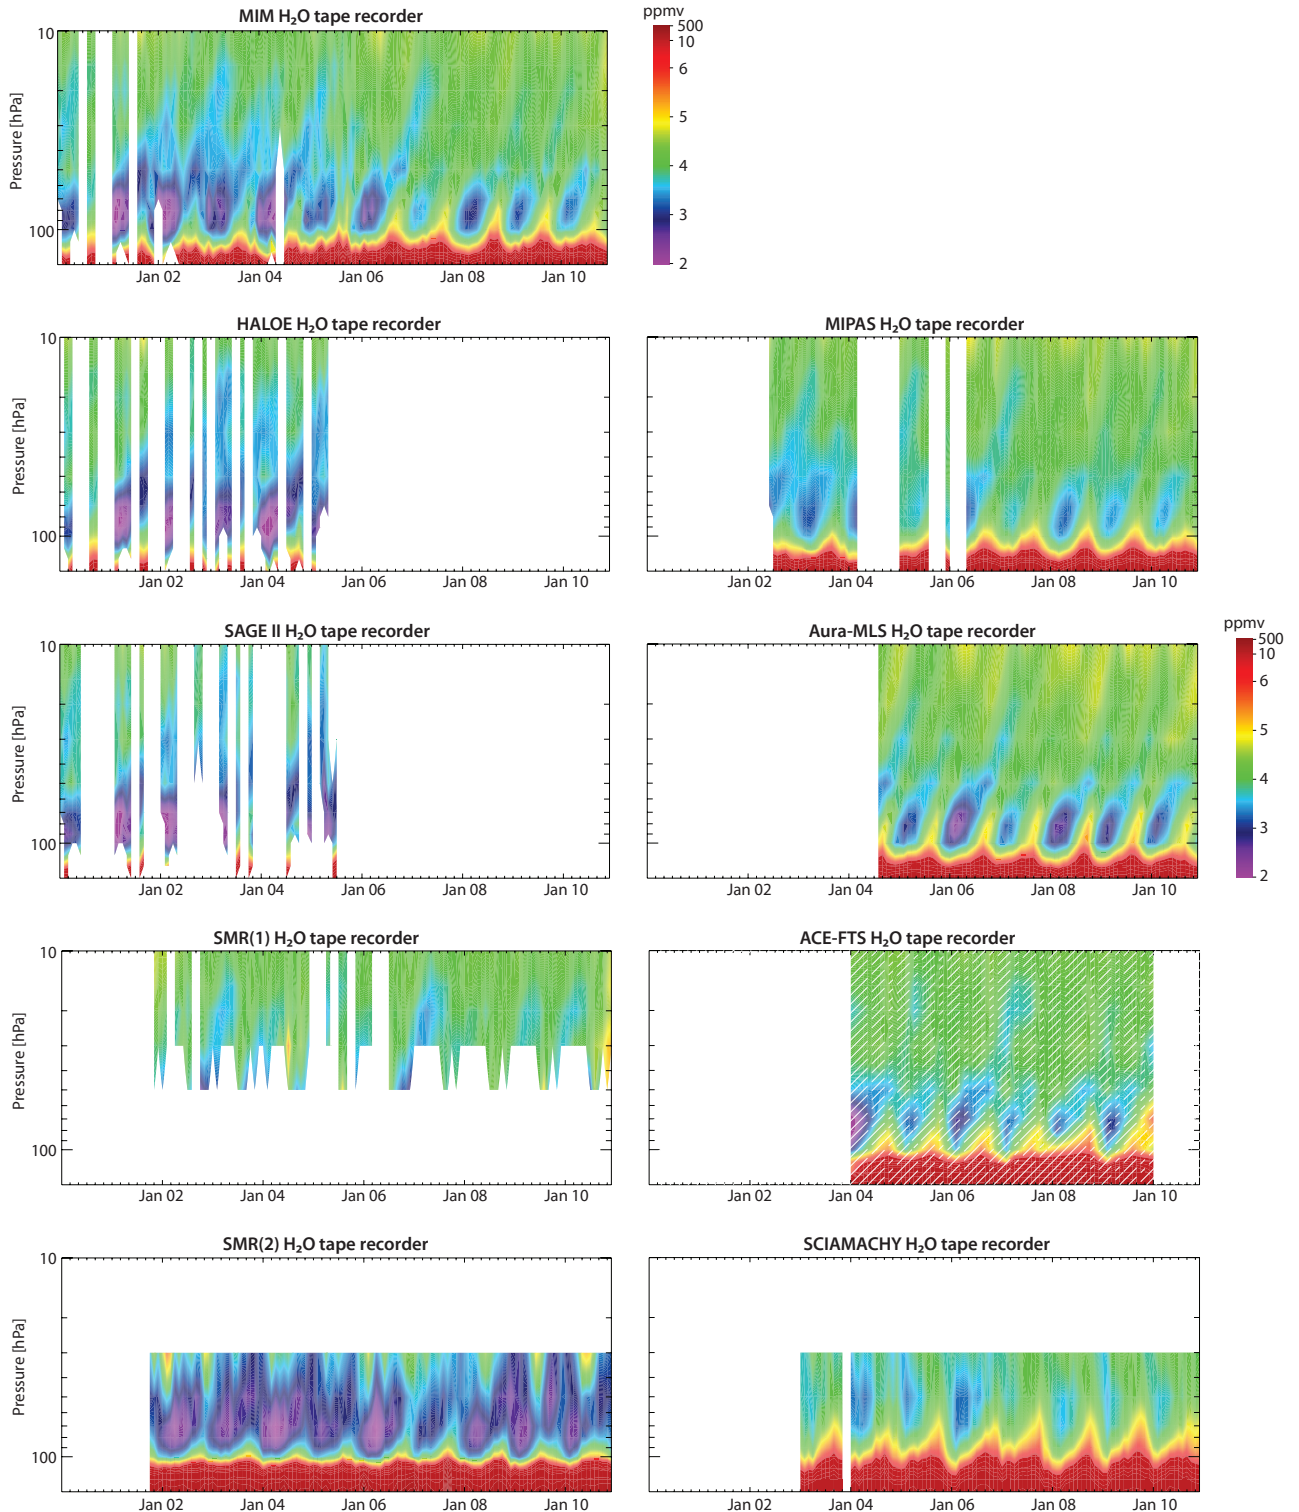 MIM H₂O tape recorder
ppmv
500
10
6
5
4
3
2
10
100
Pressure [hPa]
Jan 02 Jan 04 Jan 06 Jan 08 Jan 10
HALOE H₂O tape recorder
10
100
Pressure [hPa]
Jan 02 Jan 04 Jan 06 Jan 08 Jan 10
MIPAS H₂O tape recorder
Jan 02 Jan 04 Jan 06 Jan 08 Jan 10
SAGE II H₂O tape recorder
10
100
Pressure [hPa]
Jan 02 Jan 04 Jan 06 Jan 08 Jan 10
Aura-MLS H₂O tape recorder
Jan 02 Jan 04 Jan 06 Jan 08 Jan 10
ppmv
500
10
6
5
4
3
2
SMR(1) H₂O tape recorder
10
100
Pressure [hPa]
Jan 02 Jan 04 Jan 06 Jan 08 Jan 10
ACE-FTS H₂O tape recorder
Jan 02 Jan 04 Jan 06 Jan 08 Jan 10
SMR(2) H₂O tape recorder
10
100
Pressure [hPa]
Jan 02 Jan 04 Jan 06 Jan 08 Jan 10
SCIAMACHY H₂O tape recorder
Jan 02 Jan 04 Jan 06 Jan 08 Jan 10